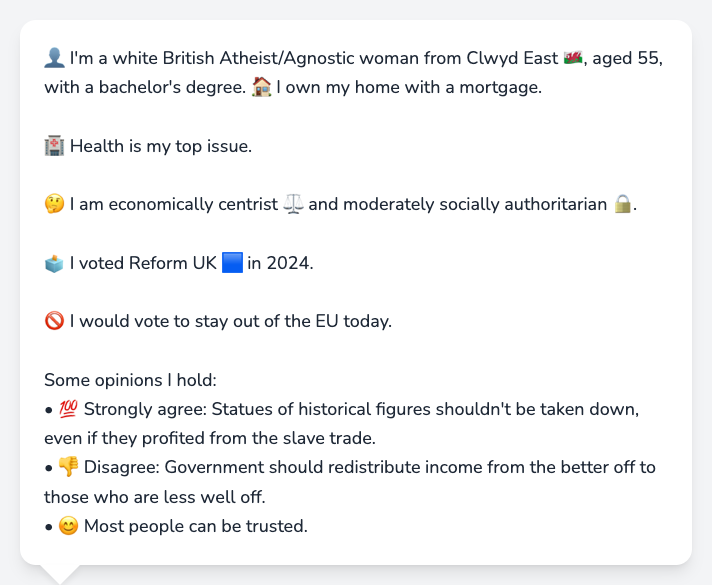 👤 I'm a white British Atheist/Agnostic woman from Clwyd East 🏴󠁧󠁢󠁷󠁬󠁳󠁿, aged 55,
with a bachelor's degree. 🏠 I own my home with a mortgage.
🏥 Health is my top issue.
🤔 I am economically centrist ⚖️ and moderately socially authoritarian 🔒.
🗳️ I voted Reform UK 🟦 in 2024.
🚫 I would vote to stay out of the EU today.
Some opinions I hold:
• 💯 Strongly agree: Statues of historical figures shouldn't be taken down,
even if they profited from the slave trade.
• 👎 Disagree: Government should redistribute income from the better off to
those who are less well off.
• 😊 Most people can be trusted.